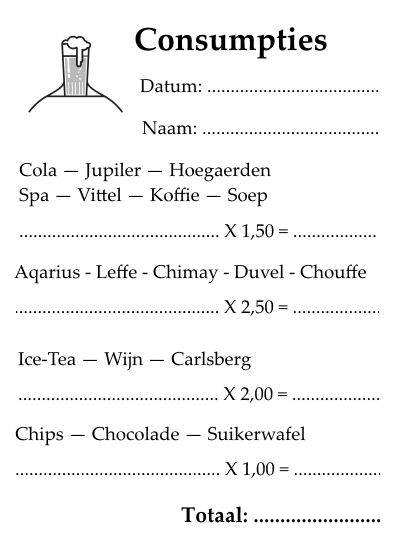 Consumpties
Datum: ..................................
Naam: ...................................
Cola — Jupiler — Hoegaerden
Spa — Vittel — Koffie — Soep
........................................ X 1,50 = .................
Aqarius - Leffe - Chimay - Duvel - Chouffe
......................................... X 2,50 = .................
Ice-Tea — Wijn — Carlsberg
........................................ X 2,00 = .................
Chips — Chocolade — Suikerwafel
......................................... X 1,00 = .................
Totaal: ........................